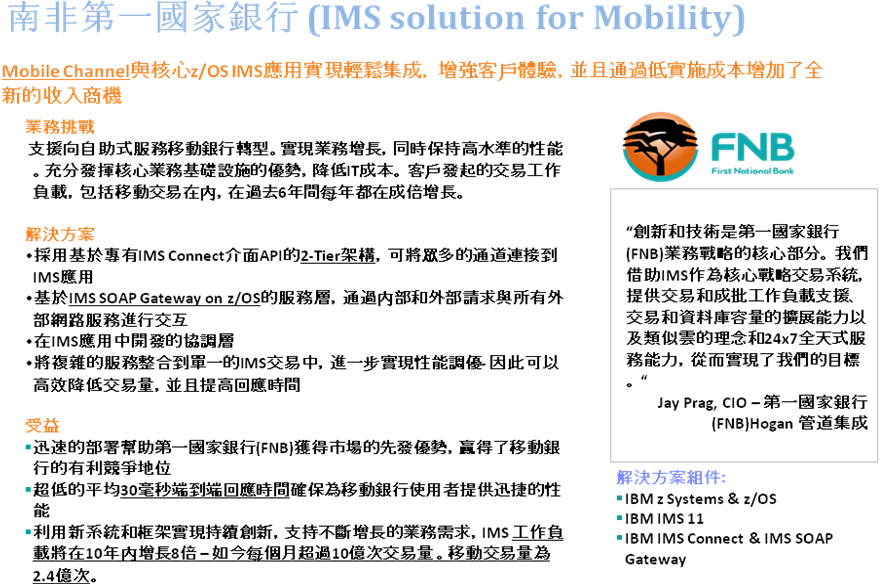 南非第一國家銀行 (IMS solution for Mobility)
Mobile Channel與核心z/OS IMS應用實現輕鬆集成，增強客戶體驗，並且通過低實施成本增加了全
新的收入商機
業務挑戰
支援向自助式服務移動銀行轉型。實現業務增長，同時保持高水準的性能
。充分發揮核心業務基礎設施的優勢，降低IT成本。客戶發起的交易工作
負載，包括移動交易在內，在過去6年間每年都在成倍增長。
解決方案
•採用基於專有IMS Connect介面API的2-Tier架構，可將眾多的通道連接到
IMS應用
•基於IMS SOAP Gateway on z/OS的服務層，通過內部和外部請求與所有外
部網路服務進行交互
•在IMS應用中開發的協調層
•將複雜的服務整合到單一的IMS交易中，進一步實現性能調優- 因此可以
高效降低交易量，並且提高回應時間
受益
▪迅速的部署幫助第一國家銀行(FNB)獲得市場的先發優勢，贏得了移動銀
行的有利競爭地位
▪超低的平均30毫秒端到端回應時間確保為移動銀行使用者提供迅捷的性
能
▪利用新系統和框架實現持續創新，支持不斷增長的業務需求，IMS 工作負
載將在10年內增長8倍 – 如今每個月超過10億次交易量。移動交易量為
2.4億次。
FNB
First National Bank
“創新和技術是第一國家銀行
(FNB)業務戰略的核心部分。我們
借助IMS作為核心戰略交易系統，
提供交易和成批工作負載支援、
交易和資料庫容量的擴展能力以
及類似雲的理念和24x7全天式服
務能力，從而實現了我們的目標
。“
Jay Prag, CIO – 第一國家銀行
(FNB)Hogan 管道集成
解決方案組件:
▪IBM z Systems & z/OS
▪IBM IMS 11
▪IBM IMS Connect & IMS SOAP
Gateway